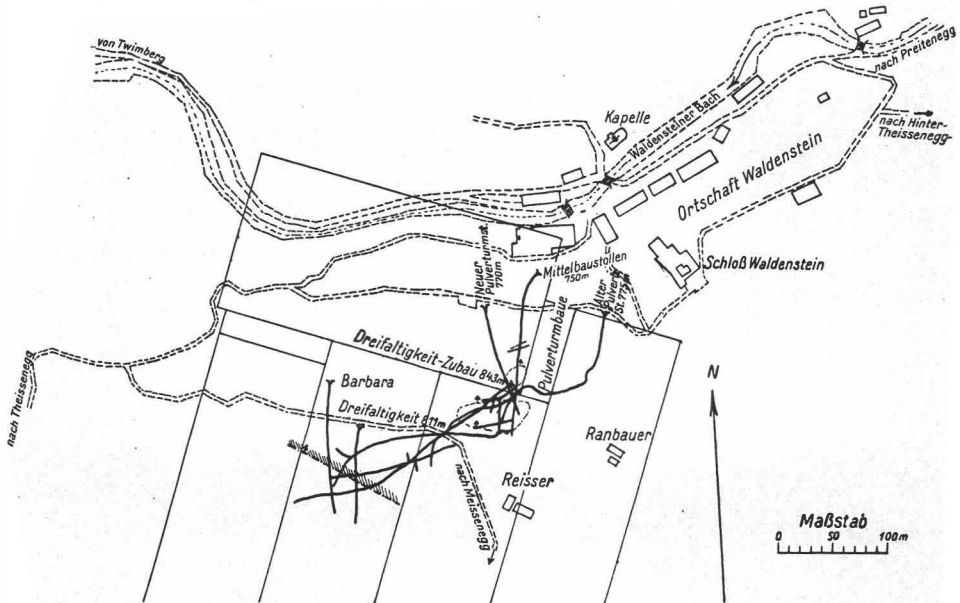 von Twimberg
nach Preitenegg
nach Hinter-
Theissenegg
Kapelle
Waldensteiner Bach
Ortschaft Waldenstein
Schloß Waldenstein
Mittelbaustollen
750m
Neuer
Pulverturmst.
770m
Alter
Pulvert.
St. 775m
Pulverturmbaue
Dreifaltigkeit-Zubau 843m
Barbara
Dreifaltigkeit 811m
nach Theissenegg
nach Meissenegg
Ranbauer
Reisser
N
Maßstab
0 50 100m